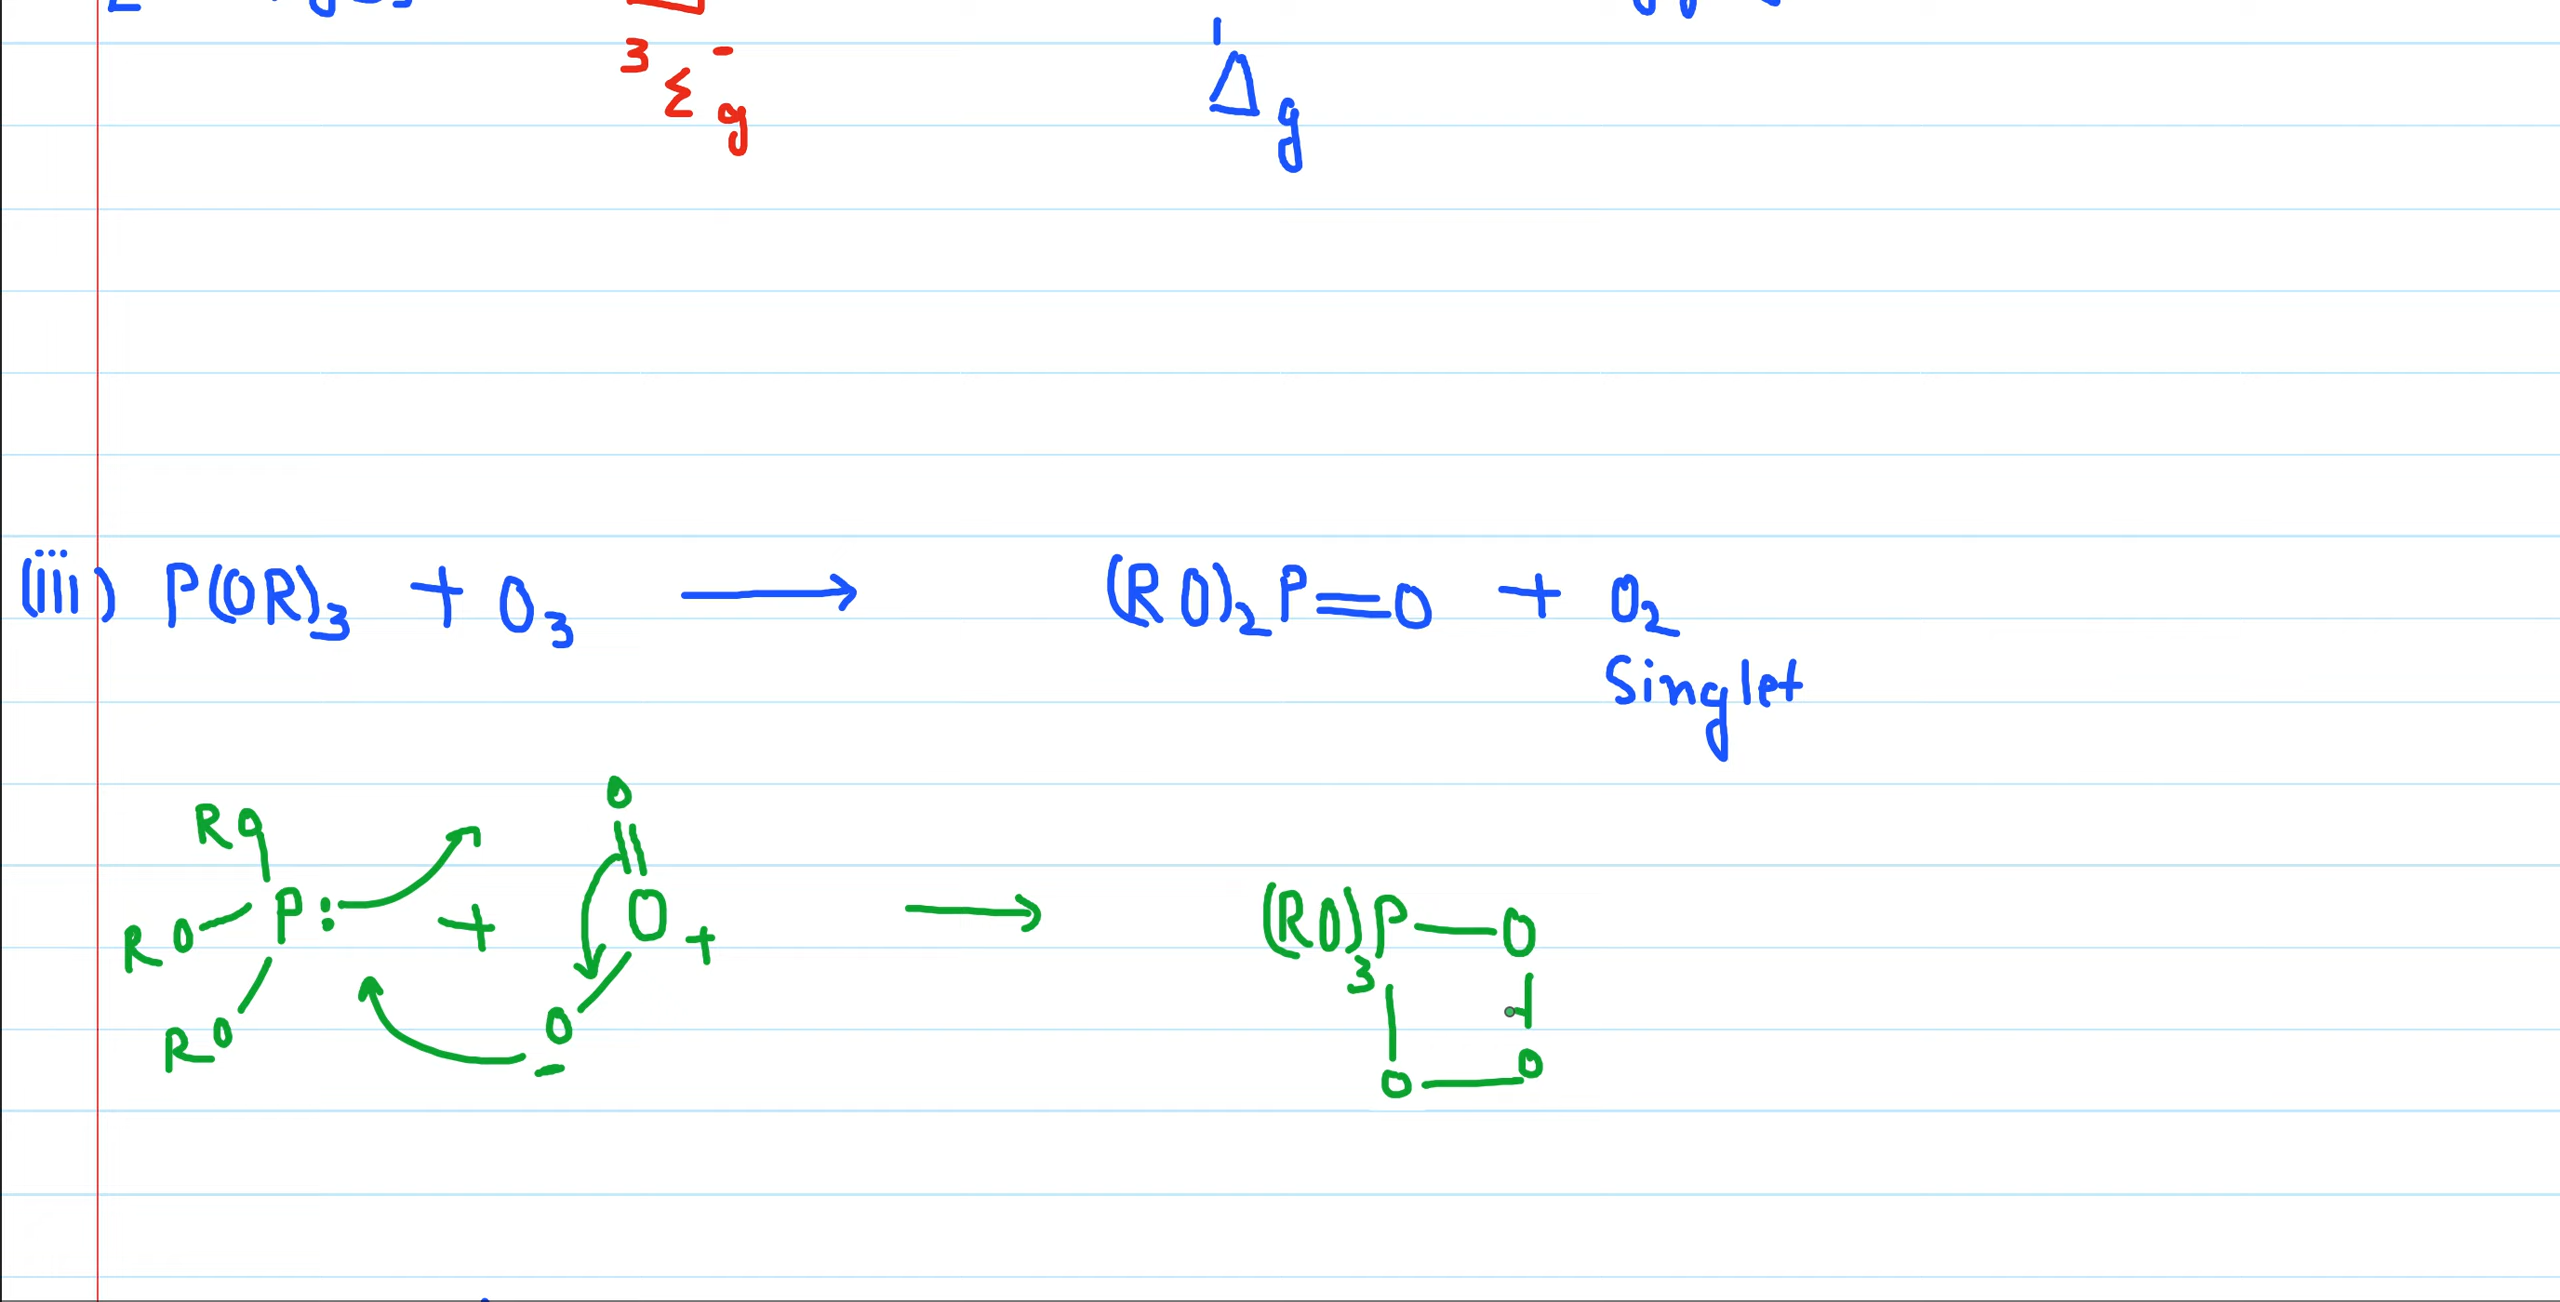 ³Σg⁻ ¹Δg
(iii) P(OR)₃ + O₃ ⟶ (RO)₂P=O + O₂
Singlet
O
RO
P: + O +
RO
⟶ (RO)₃P—O
RO O
−
O—O